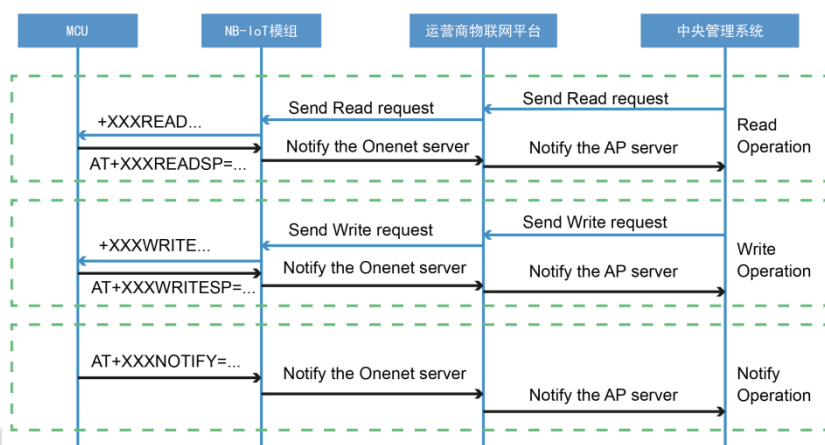 MCU
NB-IoT模组
运营商物联网平台
中央管理系统
Send Read request
Send Read request
+XXXREAD...
Read
Operation
Notify the Onenet server
Notify the AP server
AT+XXXREADSP=...
Send Write request
Send Write request
+XXXWRITE...
Write
Operation
Notify the Onenet server
Notify the AP server
AT+XXXWRITESP=...
AT+XXXNOTIFY=...
Notify the Onenet server
Notify
Operation
Notify the AP server